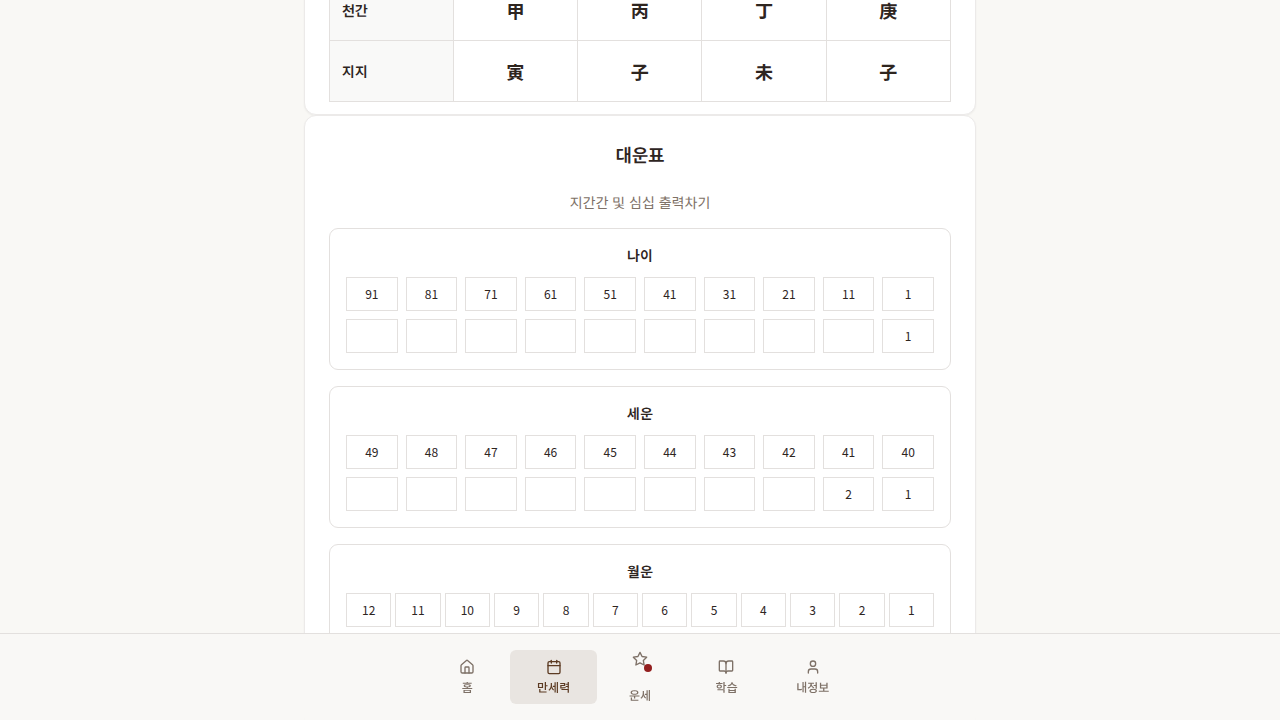 천간 甲 丙 丁 庚
지지 寅 子 未 子
대운표
지간간 및 심십 출력차기
나이
91 81 71 61 51 41 31 21 11 1
1
세운
49 48 47 46 45 44 43 42 41 40
2 1
월운
12 11 10 9 8 7 6 5 4 3 2 1
홈 만세력 운세 학습 내정보